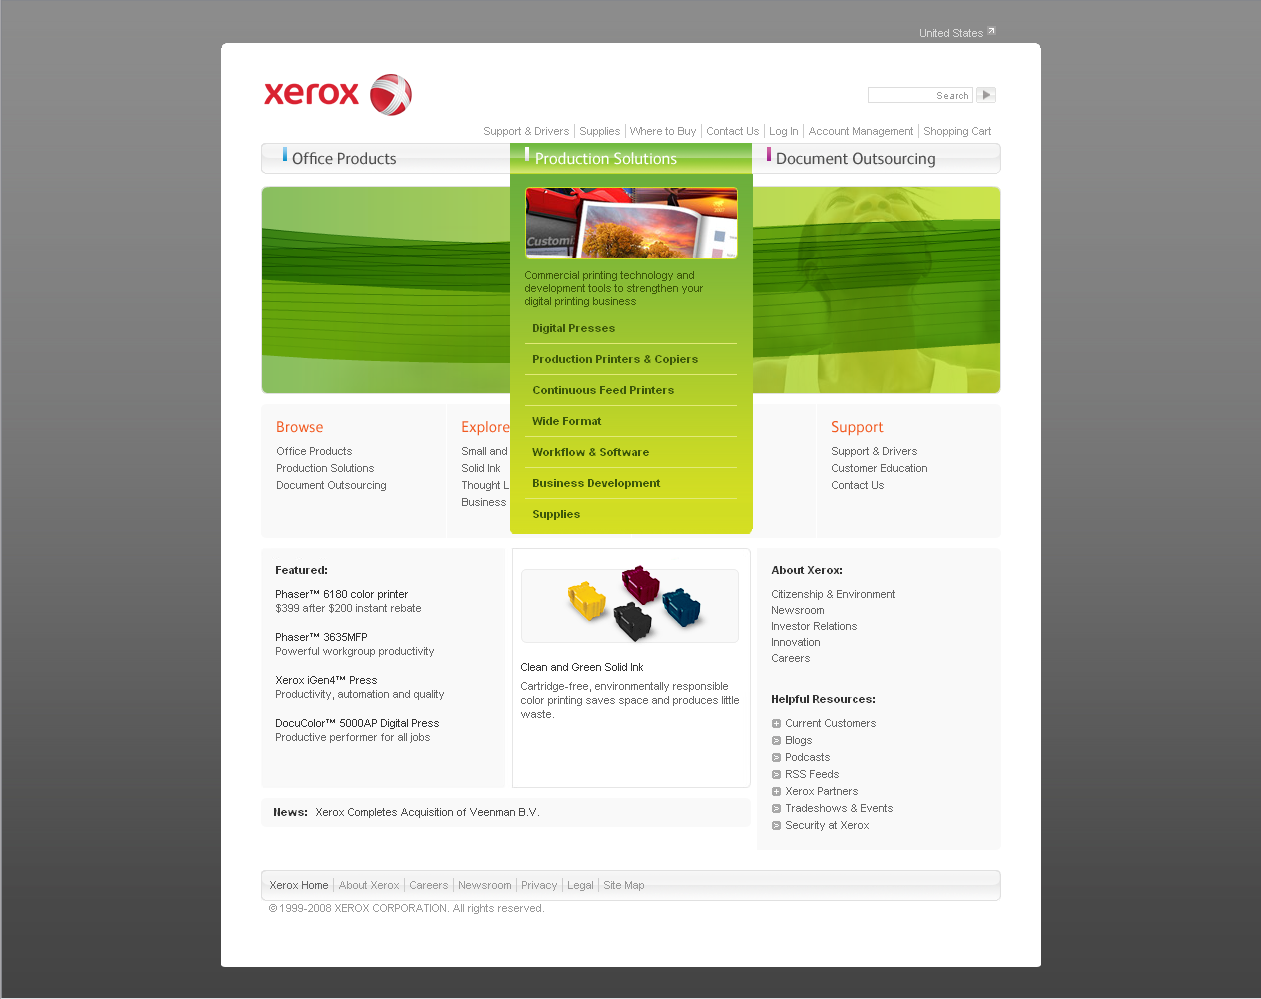 United States
xerox
Search
Support & Drivers
Supplies
Where to Buy
Contact Us
Log In
Account Management
Shopping Cart
Office Products
Production Solutions
Document Outsourcing
Customi
Commercial printing technology and
development tools to strengthen your
digital printing business
Digital Presses
Production Printers & Copiers
Continuous Feed Printers
Wide Format
Workflow & Software
Business Development
Supplies
Browse
Office Products
Production Solutions
Document Outsourcing
Explore
Small and
Solid Ink
Thought L
Business
Support
Support & Drivers
Customer Education
Contact Us
Featured:
Phaser™ 6180 color printer
$399 after $200 instant rebate
Phaser™ 3635MFP
Powerful workgroup productivity
Xerox iGen4™ Press
Productivity, automation and quality
DocuColor™ 5000AP Digital Press
Productive performer for all jobs
Clean and Green Solid Ink
Cartridge-free, environmentally responsible
color printing saves space and produces little
waste.
About Xerox:
Citizenship & Environment
Newsroom
Investor Relations
Innovation
Careers
Helpful Resources:
Current Customers
Blogs
Podcasts
RSS Feeds
Xerox Partners
Tradeshows & Events
Security at Xerox
News: Xerox Completes Acquisition of Veenman B.V.
Xerox Home
About Xerox
Careers
Newsroom
Privacy
Legal
Site Map
© 1999-2008 XEROX CORPORATION. All rights reserved.